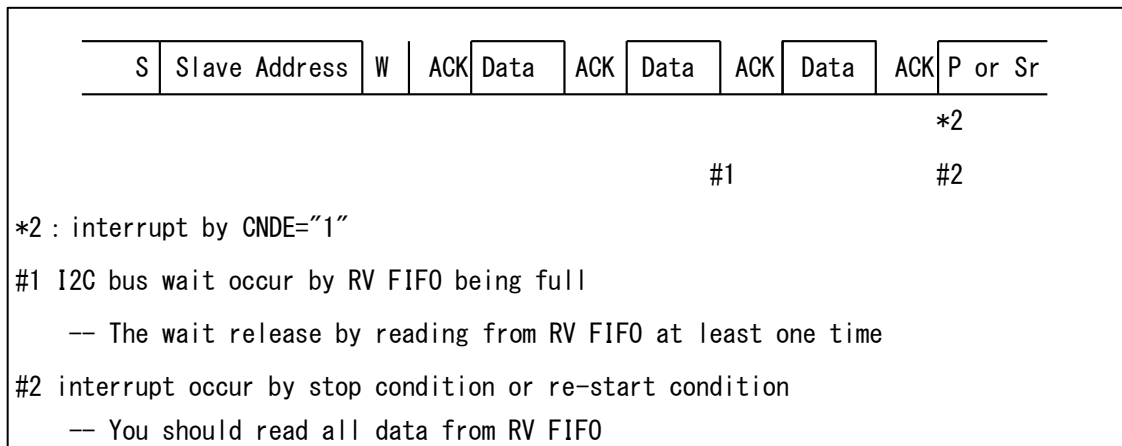 S Slave Address W ACK Data ACK Data ACK Data ACK P or Sr
*2
#1 #2
*2 : interrupt by CNDE="1"
#1 I2C bus wait occur by RV FIFO being full
-- The wait release by reading from RV FIFO at least one time
#2 interrupt occur by stop condition or re-start condition
-- You should read all data from RV FIFO